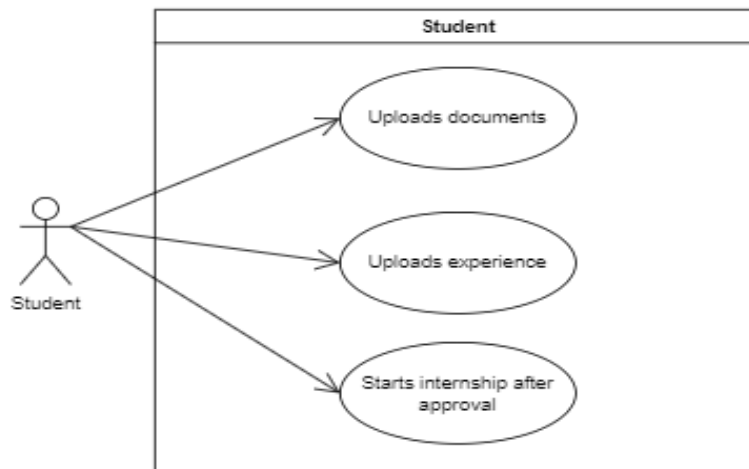 Student
Uploads documents
Uploads experience
Student
Starts internship after
approval